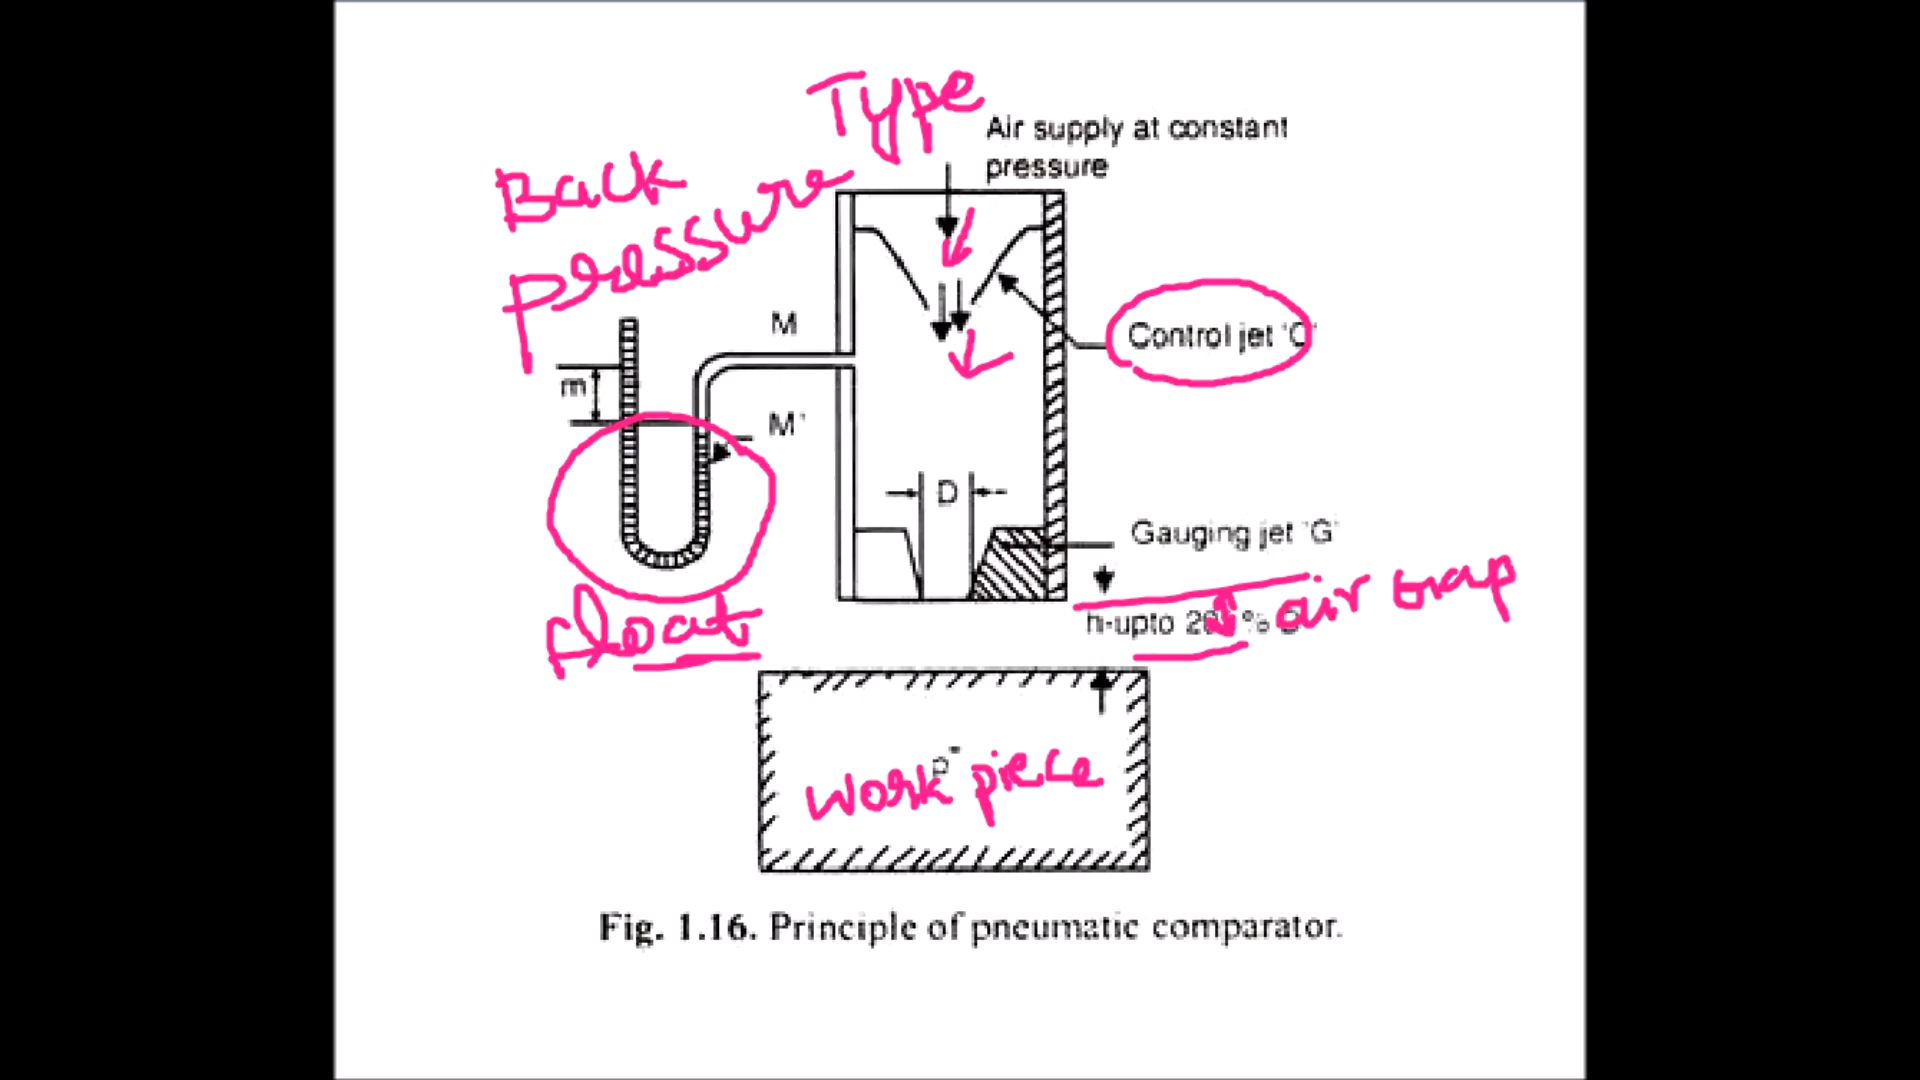 Type
Air supply at constant
pressure
Back
pressure
M
Control jet 'C'
m
M'
D
Gauging jet 'G'
air
h-upto
float
P
work piece
Fig. 1.16. Principle of pneumatic comparator.